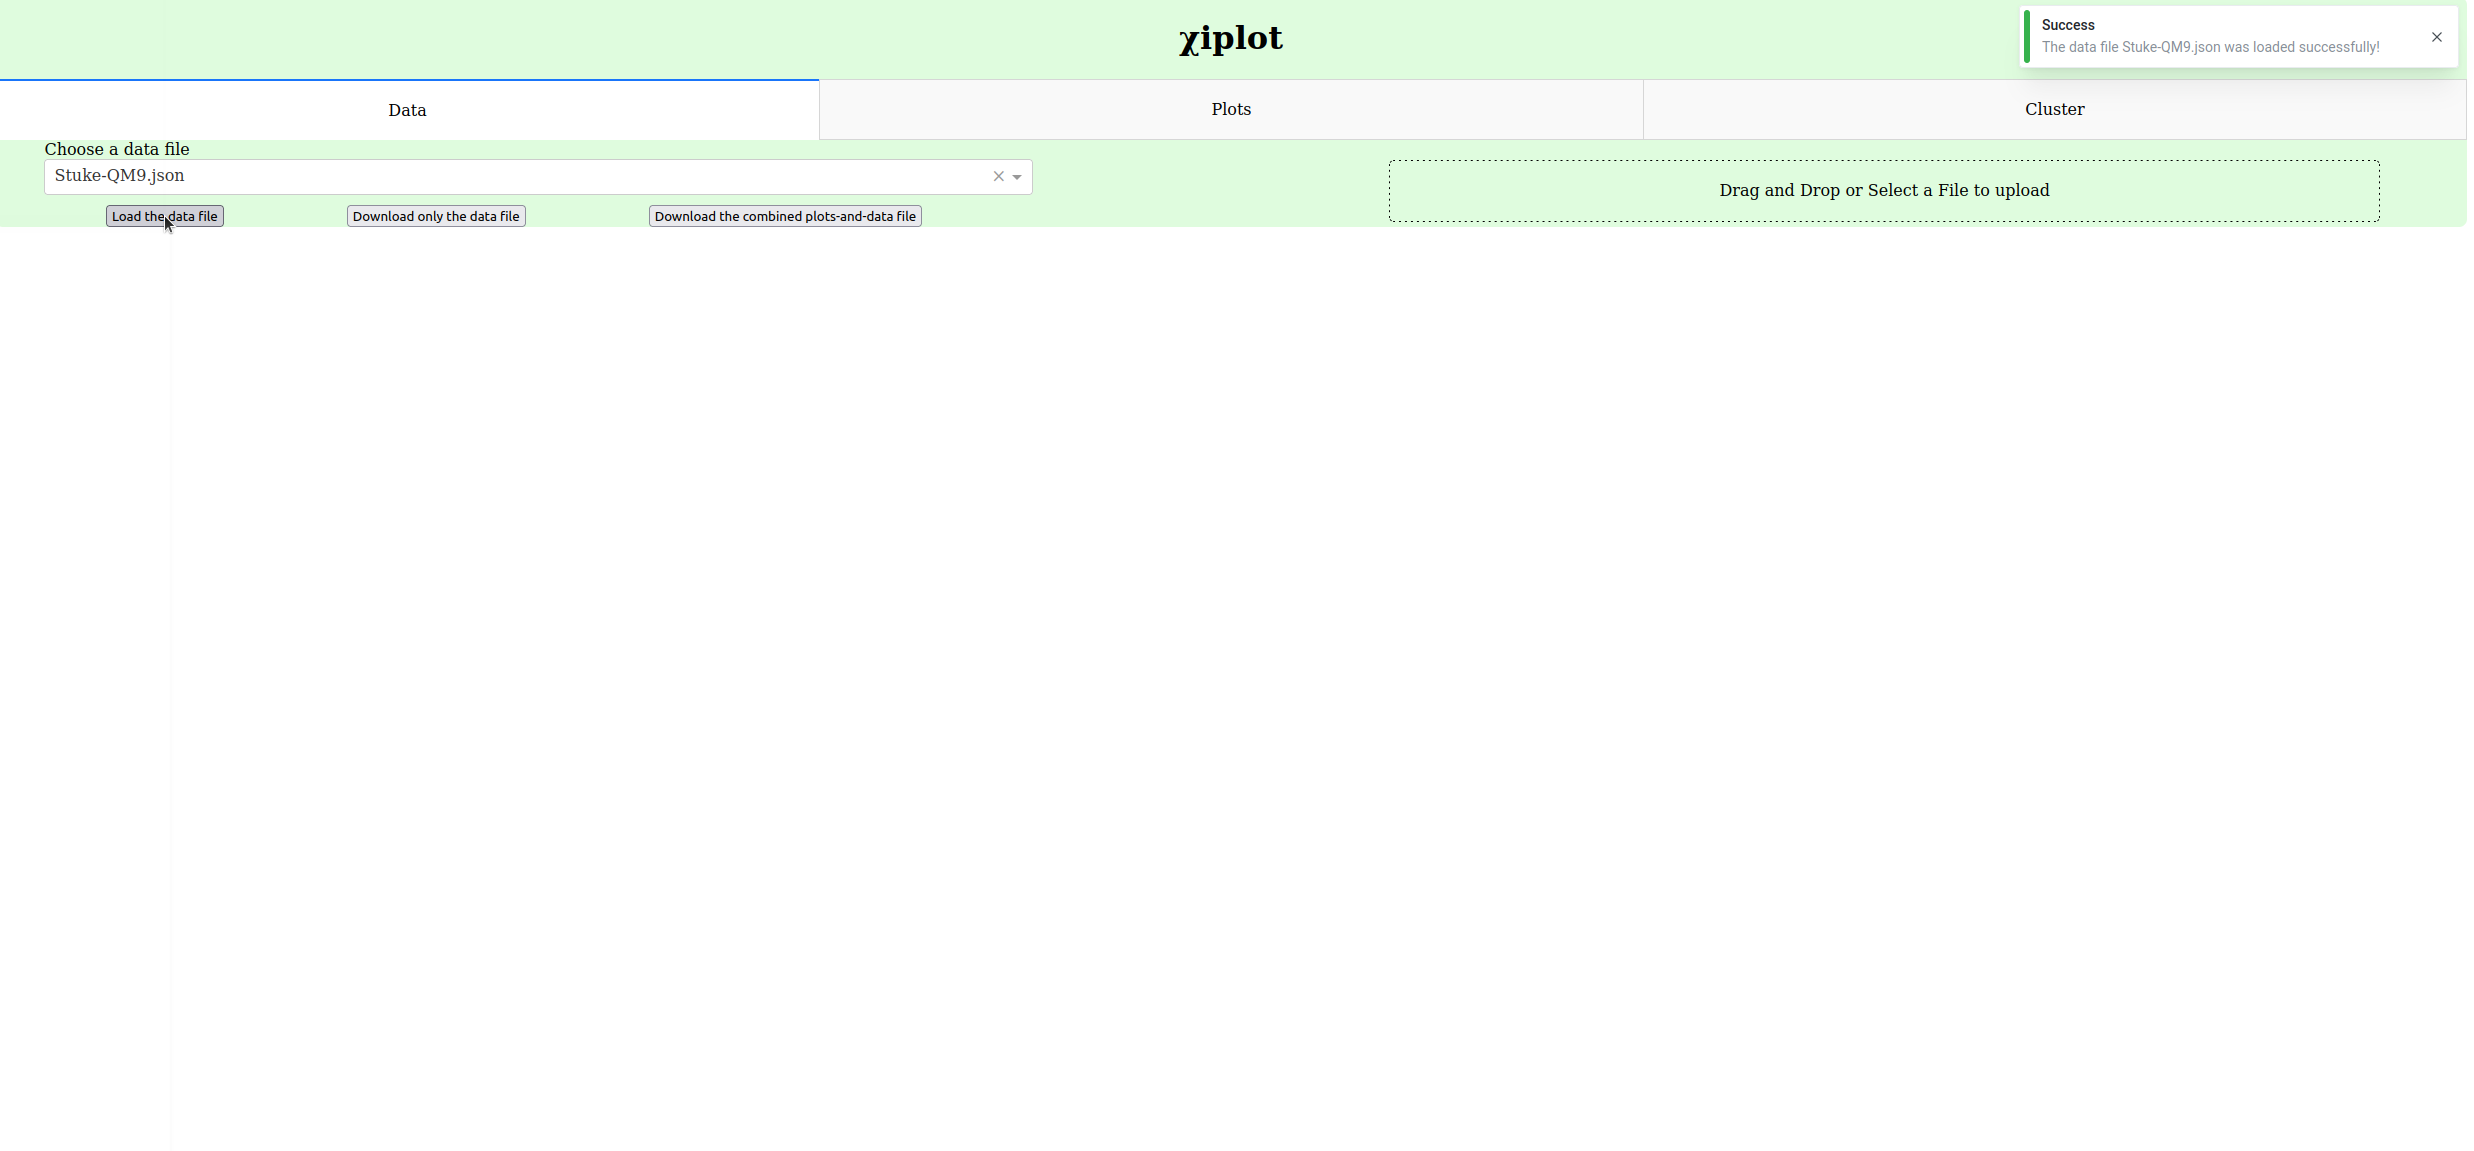 χiplot
Success
The data file Stuke-QM9.json was loaded successfully!
Data
Plots
Cluster
Choose a data file
Stuke-QM9.json
Drag and Drop or Select a File to upload
Load the data file
Download only the data file
Download the combined plots-and-data file